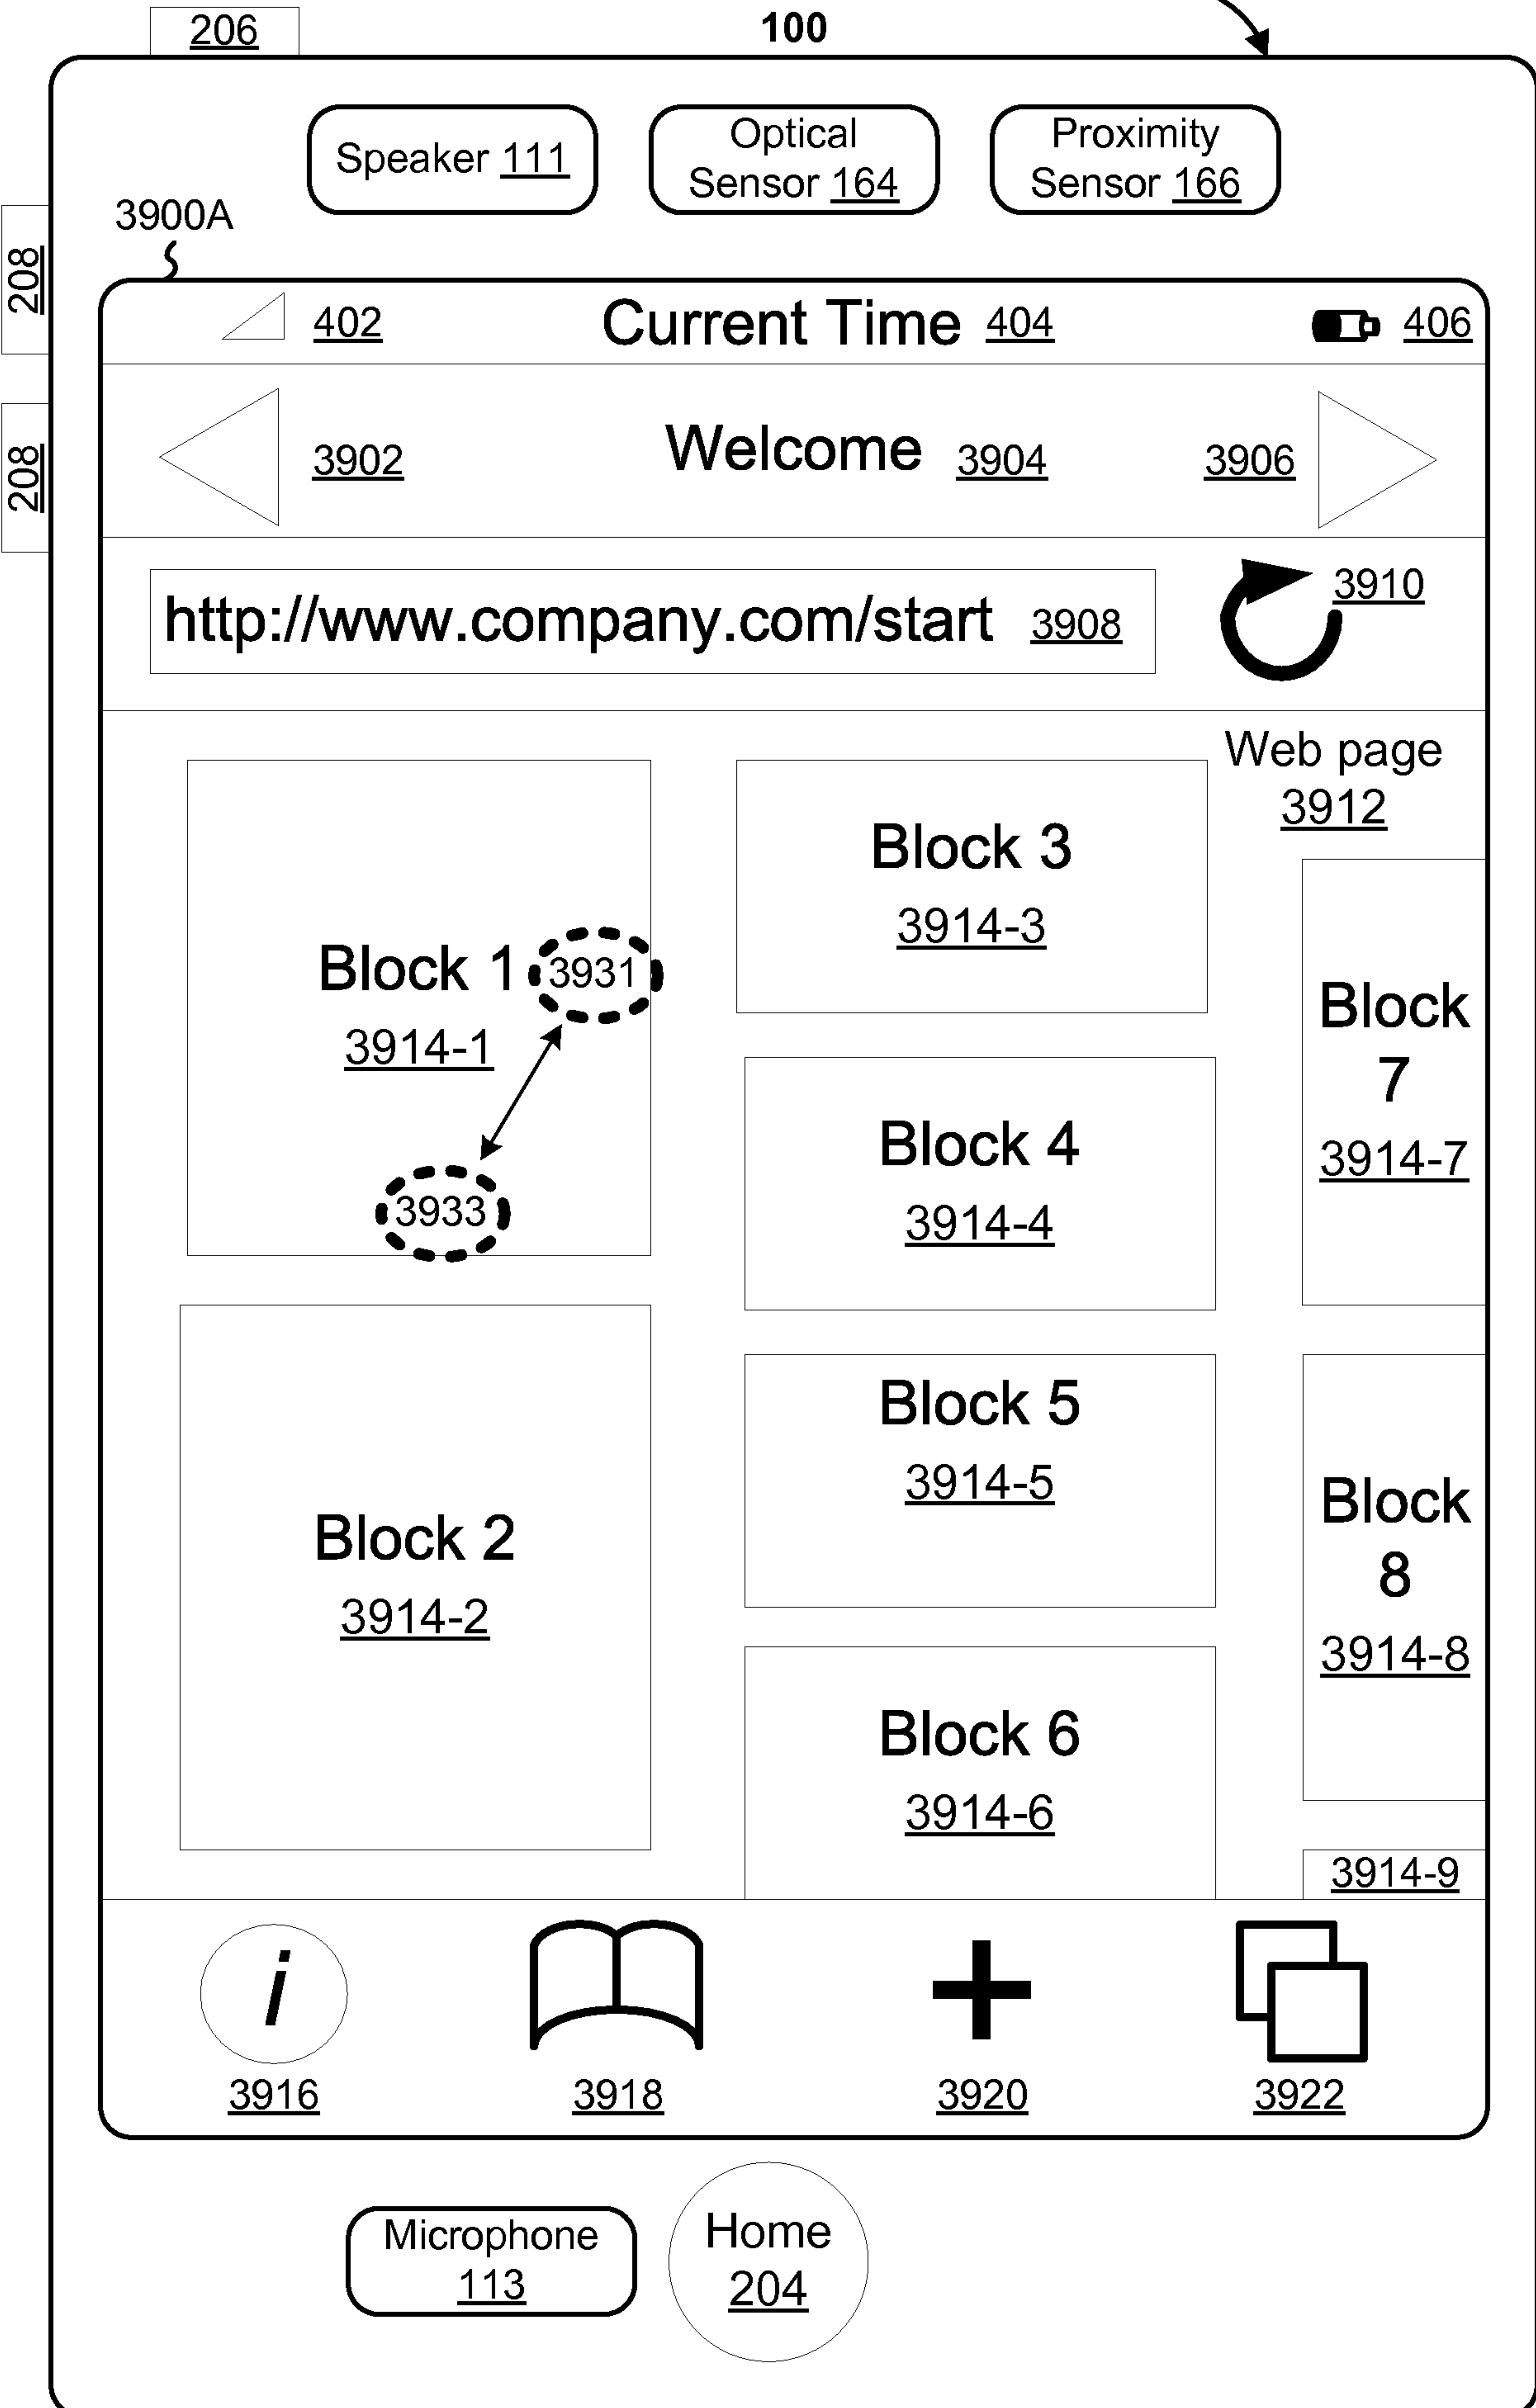 206
100
Speaker 111
Optical
Sensor 164
Proximity
Sensor 166
3900A
208
208
402
Current Time 404
406
3902
Welcome 3904
3906
http://www.company.com/start 3908
3910
Web page
3912
Block 1
3914-1
3931
3933
Block 2
3914-2
Block 3
3914-3
Block 4
3914-4
Block 5
3914-5
Block 6
3914-6
Block
7
3914-7
Block
8
3914-8
3914-9
i
3916
3918
3920
3922
Microphone
113
Home
204